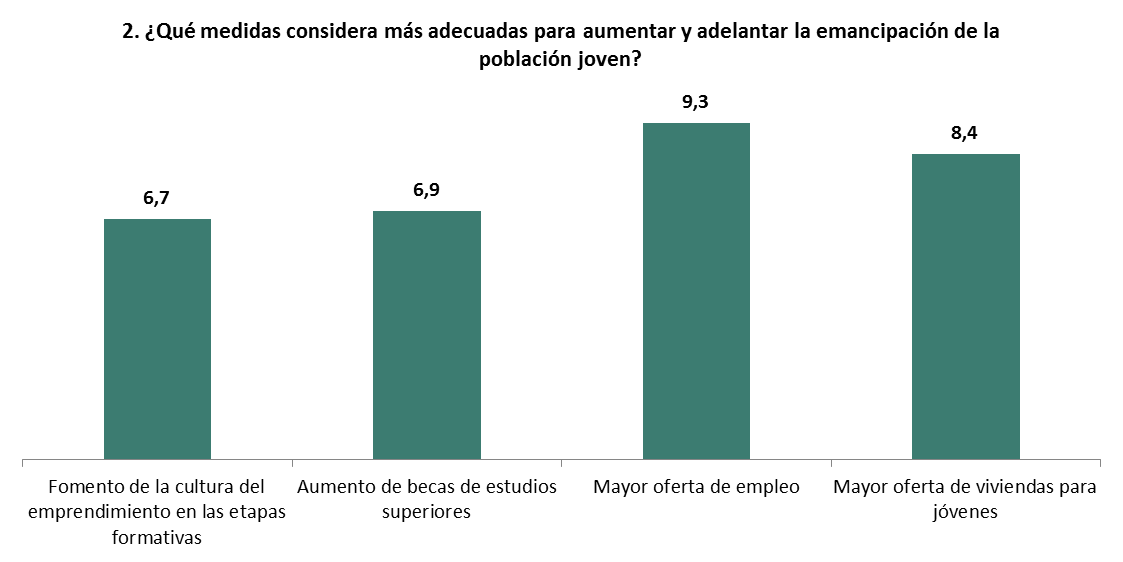 2. ¿Qué medidas considera más adecuadas para aumentar y adelantar la emancipación de la
población joven?
9,3
8,4
6,9
6,7
Fomento de la cultura del
emprendimiento en las etapas
formativas
Aumento de becas de estudios
superiores
Mayor oferta de empleo
Mayor oferta de viviendas para
jóvenes